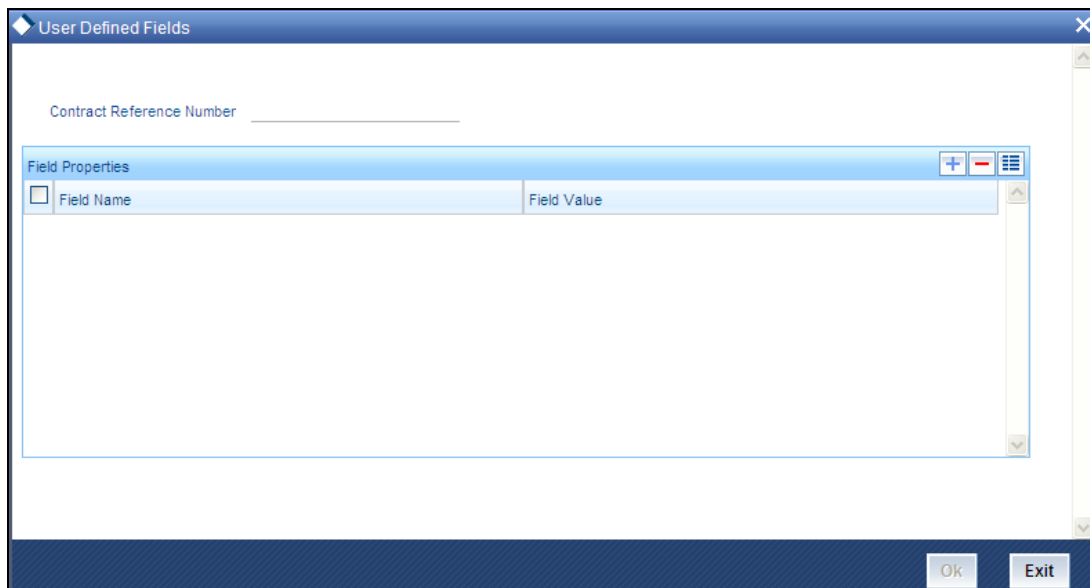 User Defined Fields
Contract Reference Number
Field Properties
Field Name Field Value
Ok Exit